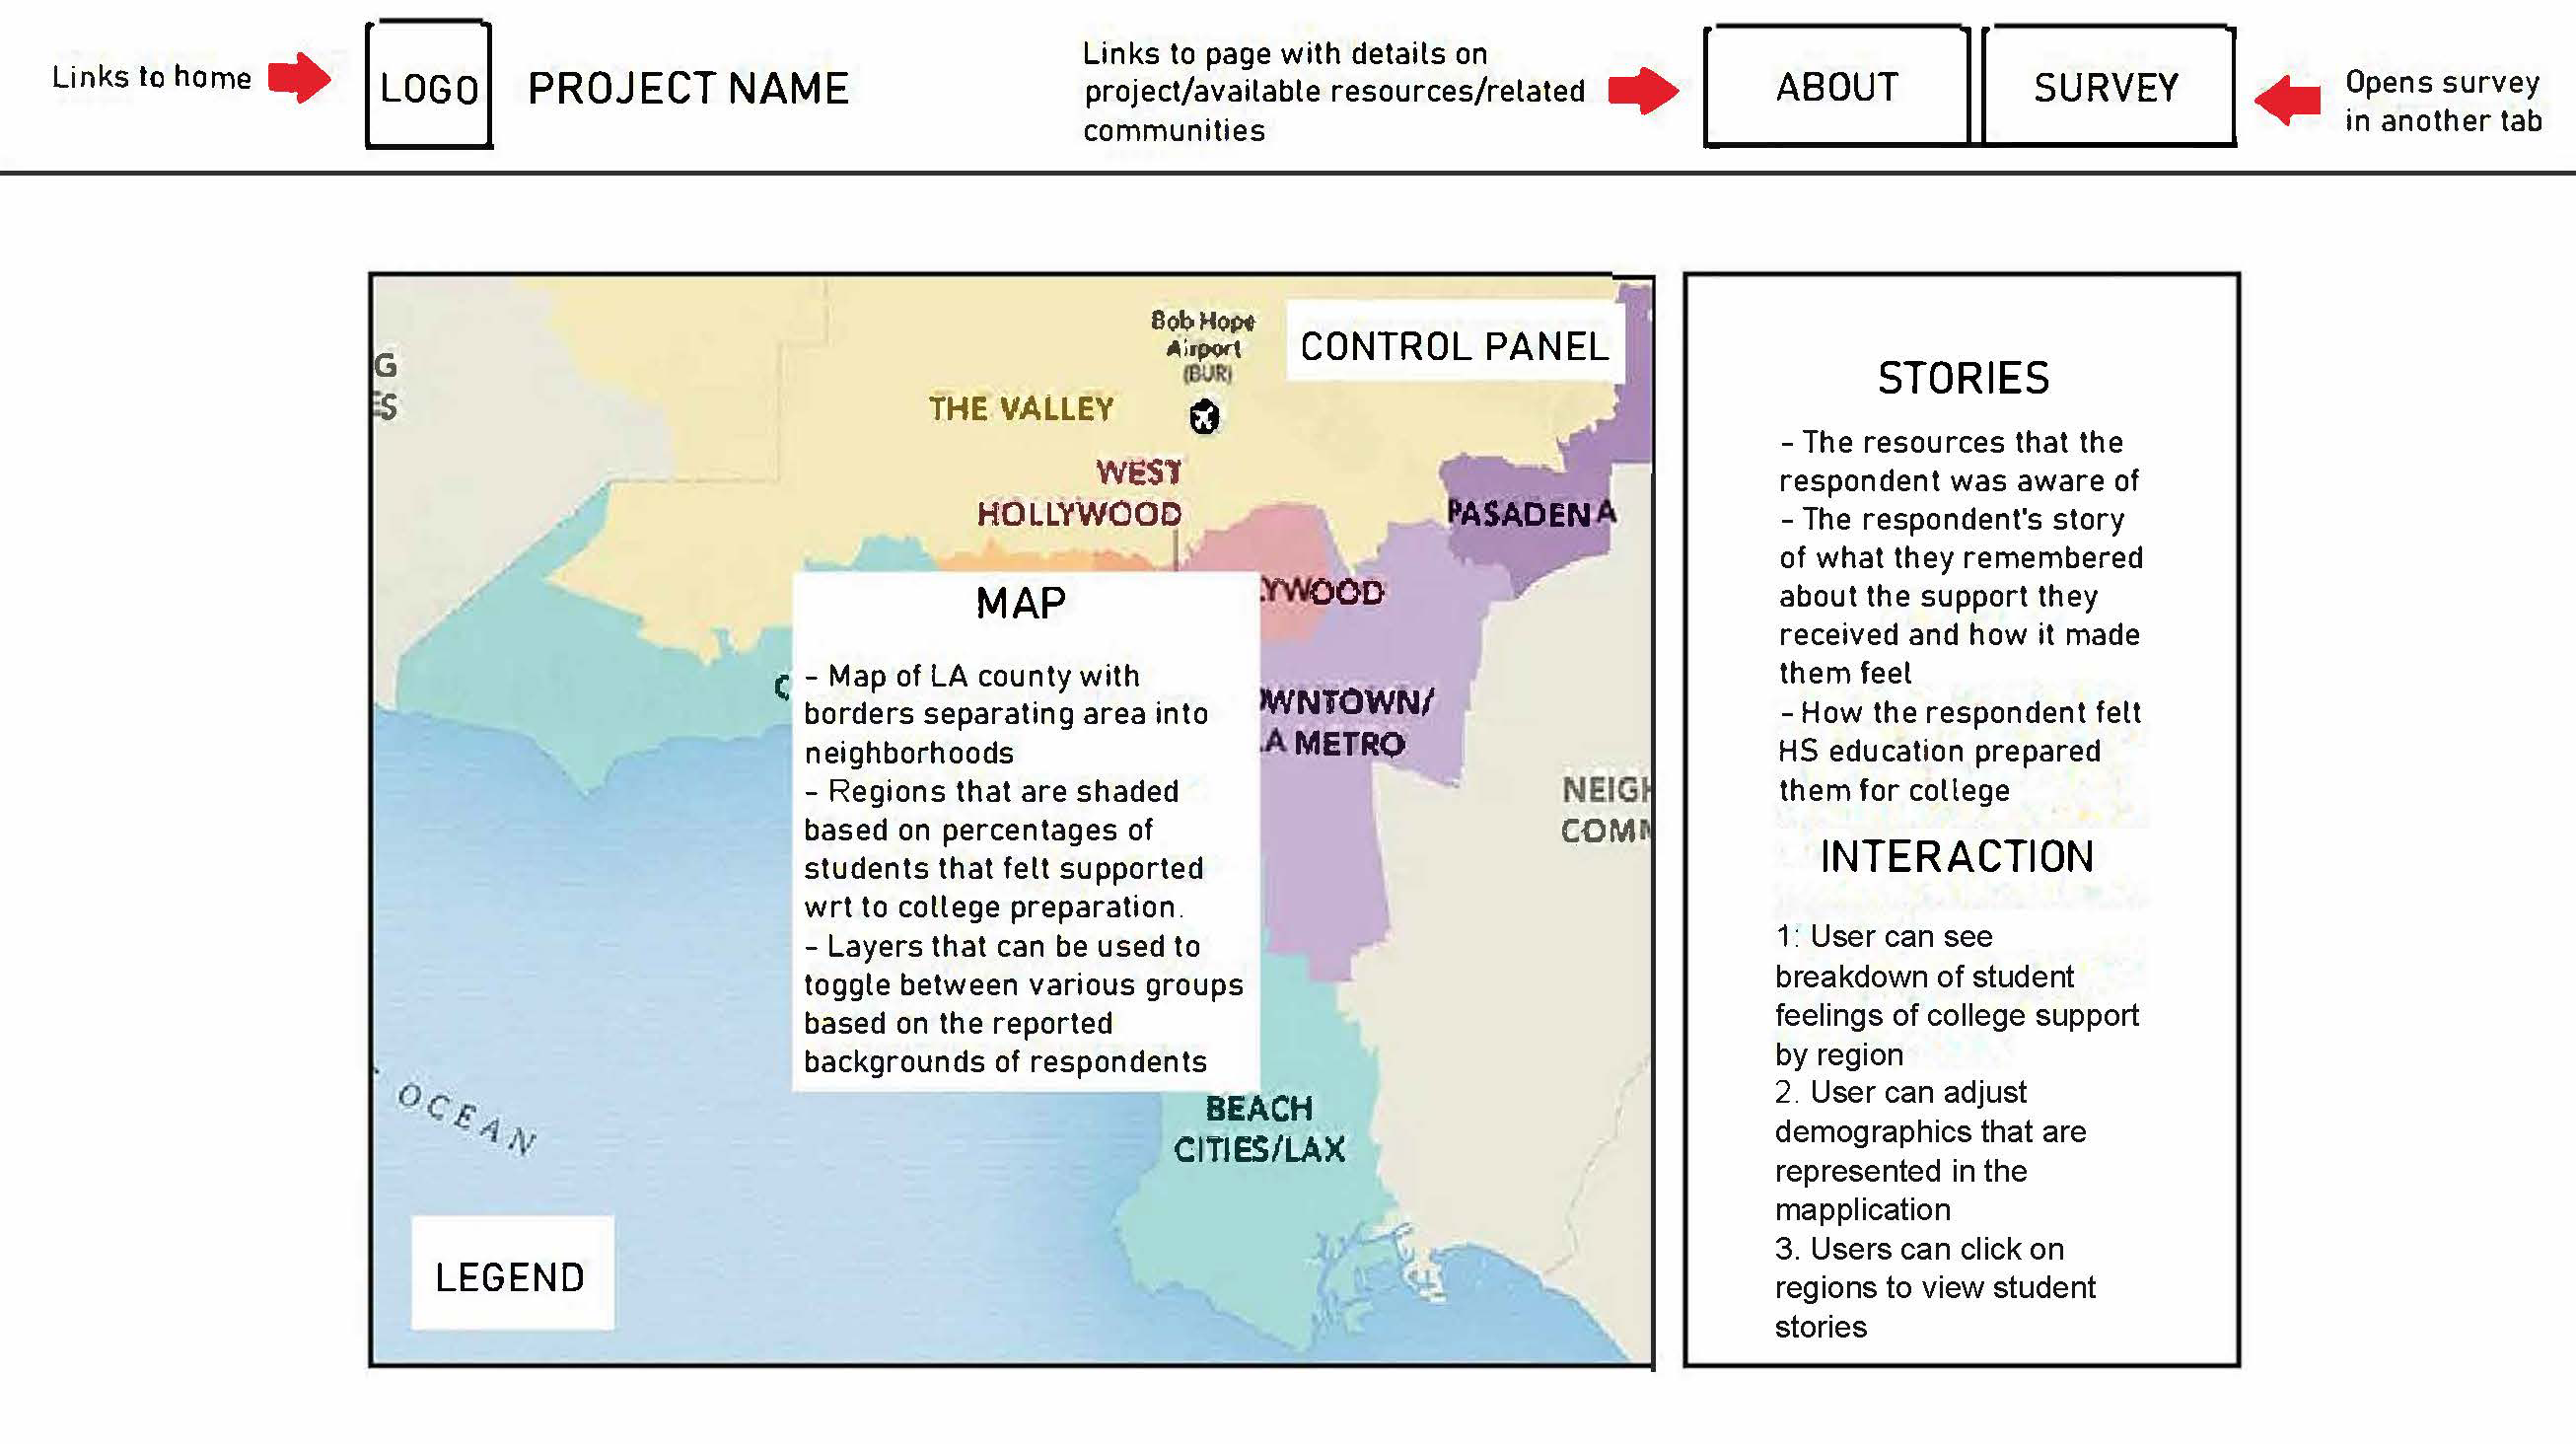 Links to home
LOGO
PROJECT NAME
Links to page with details on
project/available resources/related
communities
ABOUT
SURVEY
Opens survey
in another tab
G
ES
Bob Hope
Airport
(BUR)
CONTROL PANEL
THE VALLEY
WEST
HOLLYWOOD
PASADENA
YWOOD
MAP
- Map of LA county with
borders separating area into
neighborhoods
- Regions that are shaded
based on percentages of
students that felt supported
wrt to college preparation.
- Layers that can be used to
toggle between various groups
based on the reported
backgrounds of respondents
C
WNTOWN/
A METRO
NEIGH
COMM
BEACH
CITIES/LAX
OCEAN
LEGEND
STORIES
- The resources that the
respondent was aware of
- The respondent's story
of what they remembered
about the support they
received and how it made
them feel
- How the respondent felt
HS education prepared
them for college
INTERACTION
1: User can see
breakdown of student
feelings of college support
by region
2. User can adjust
demographics that are
represented in the
mapplication
3. Users can click on
regions to view student
stories